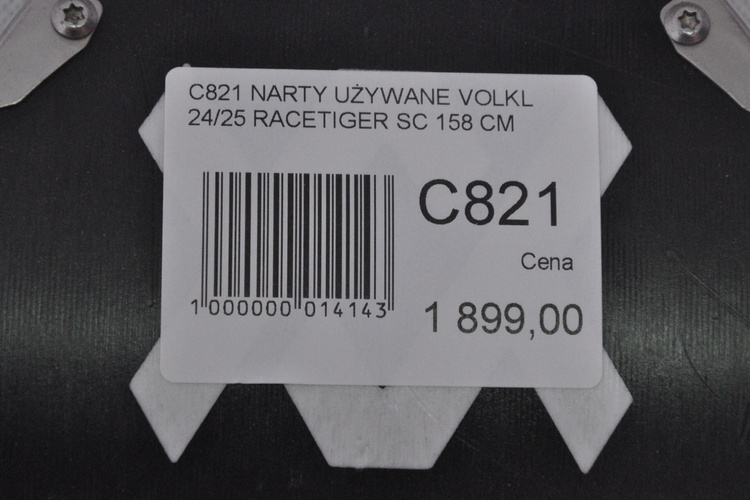 C821 NARTY UŻYWANE VOLKL
24/25 RACETIGER SC 158 CM
C821
Cena
1 899,00
1 000000 014143